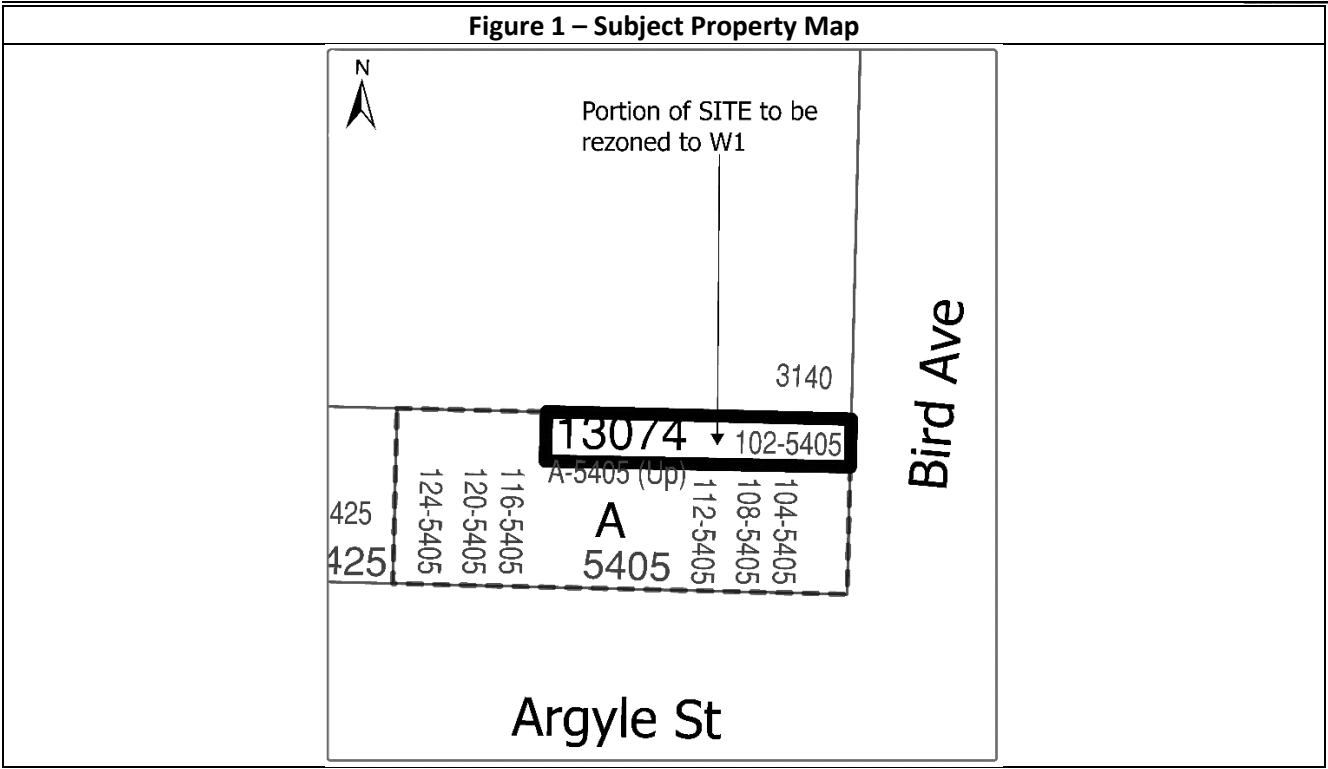 Figure 1 – Subject Property Map
N
Portion of SITE to be
rezoned to W1
3140
Bird Ave
13074
102-5405
A-5405 (Up)
124-5405
120-5405
116-5405
112-5405
108-5405
104-5405
425
A
425
5405
Argyle St